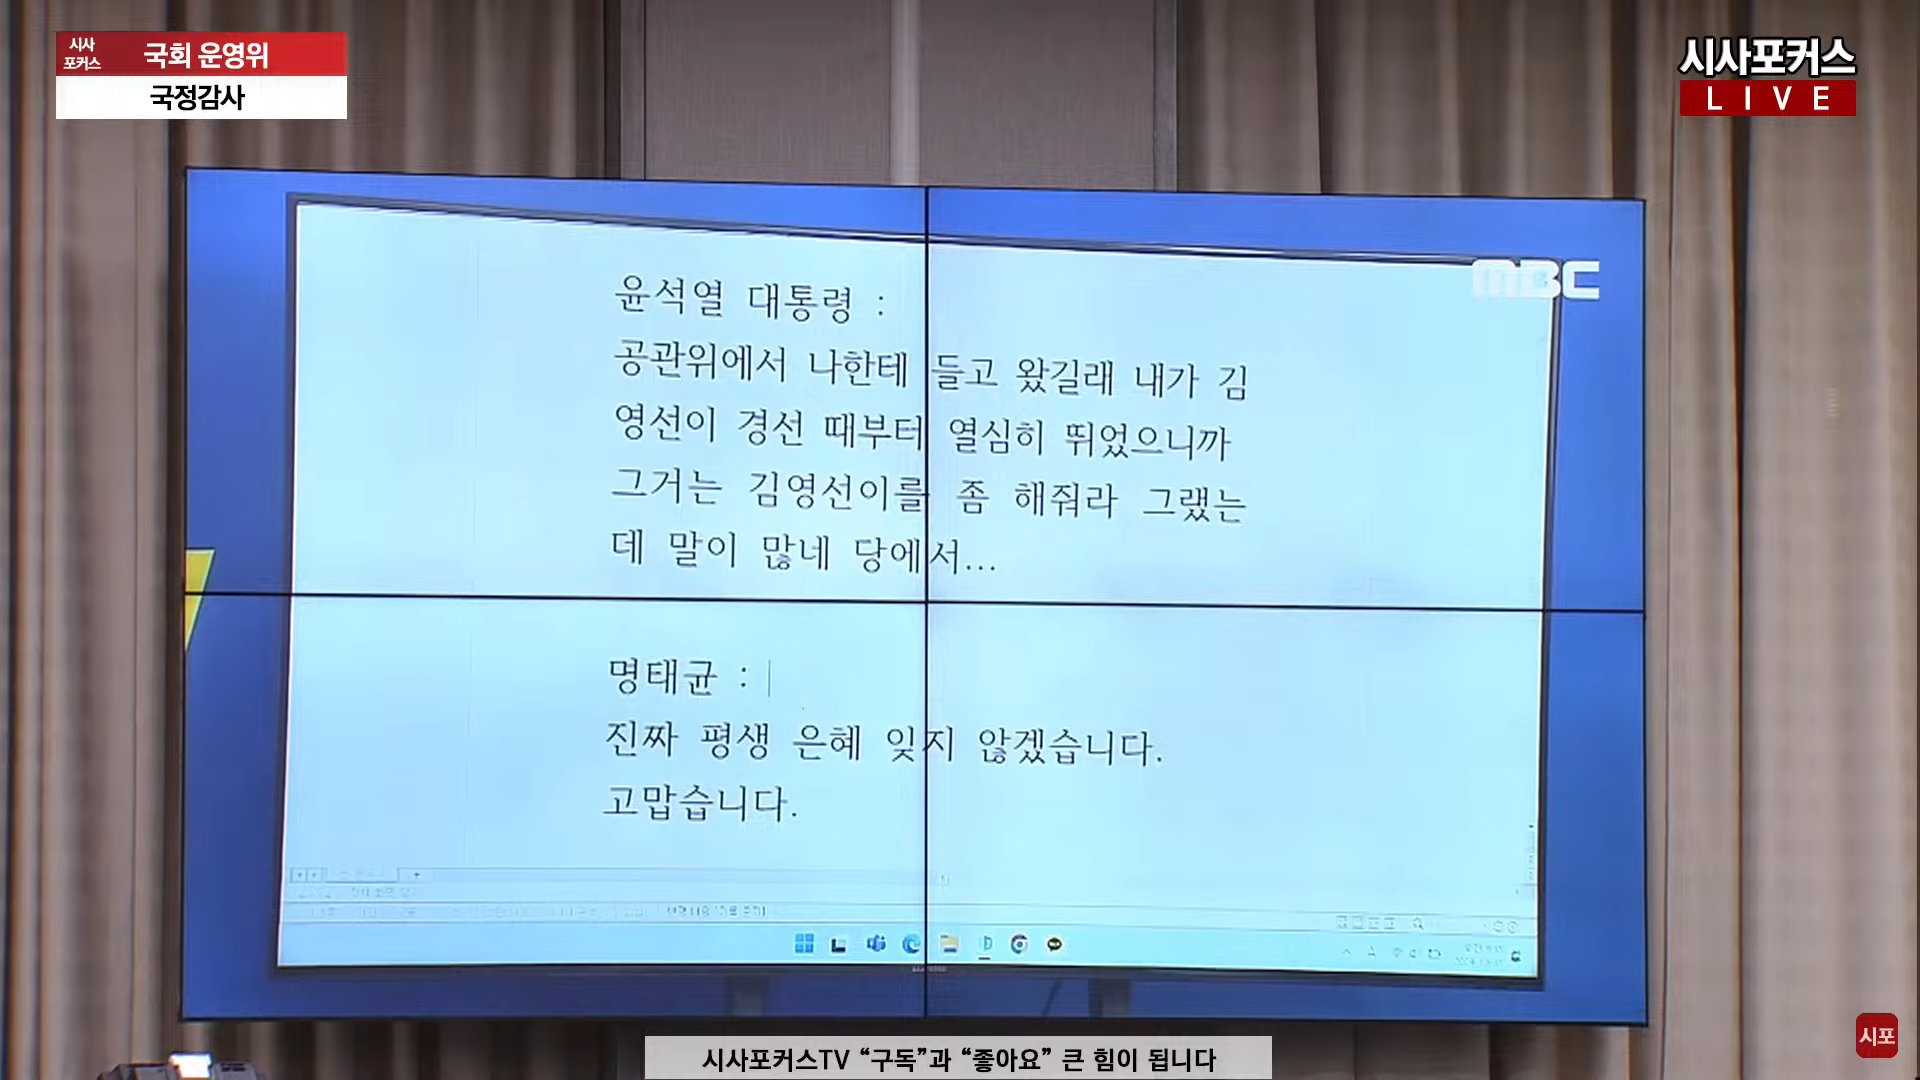 시사
포커스
국회 운영위
국정감사
시사포커스
LIVE
MBC
윤석열 대통령 :
공관위에서 나한테 들고 왔길래 내가 김
영선이 경선 때부터 열심히 뛰었으니까
그거는 김영선이를 좀 해줘라 그랬는
데 말이 많네 당에서...
명태균 :
진짜 평생 은혜 잊지 않겠습니다.
고맙습니다.
시사포커스TV “구독”과 “좋아요” 큰 힘이 됩니다
시포